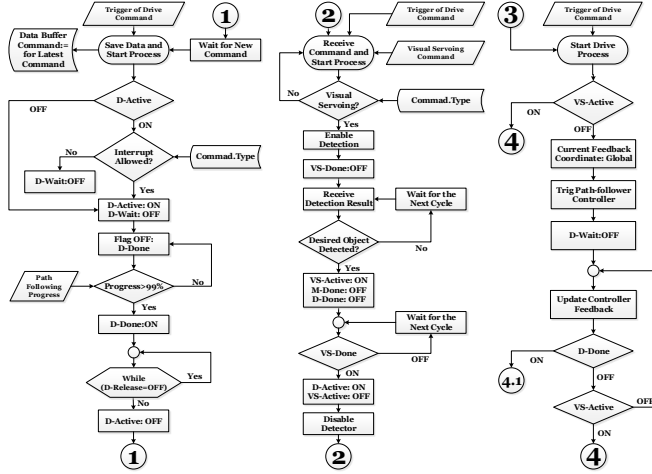 Trigger of Drive
Command
1
Data Buffer
Command:=
for Latest
Command
Save Data and
Start Process
Wait for New
Command
OFF
D-Active
ON
No
Interrupt
Allowed?
Commad.Type
D-Wait:OFF
Yes
D-Active: ON
D-Wait: OFF
Flag OFF:
D-Done
Path
Following
Progress
Progress>99%
No
Yes
D-Done:ON
While
(D-Release=OFF)
Yes
No
D-Active: OFF
1
2
Trigger of Drive
Command
Receive
Command and
Start Process
Visual Servoing
Command
No
Visual
Servoing?
Commad.Type
Yes
Enable
Detection
VS-Done:OFF
Receive
Detection Result
Wait for the
Next Cycle
Desired Object
Detected?
No
Yes
VS-Active: ON
M-Done: OFF
D-Done: OFF
Wait for the
Next Cycle
VS-Done
OFF
ON
D-Active: ON
VS-Active: OFF
Disable
Detector
2
3
Trigger of Drive
Command
Start Drive
Process
VS-Active
ON
4
OFF
Current Feedback
Coordinate: Global
Trig Path-follower
Controller
D-Wait:OFF
Update Controller
Feedback
D-Done
ON
4.1
OFF
VS-Active
OFF
ON
4